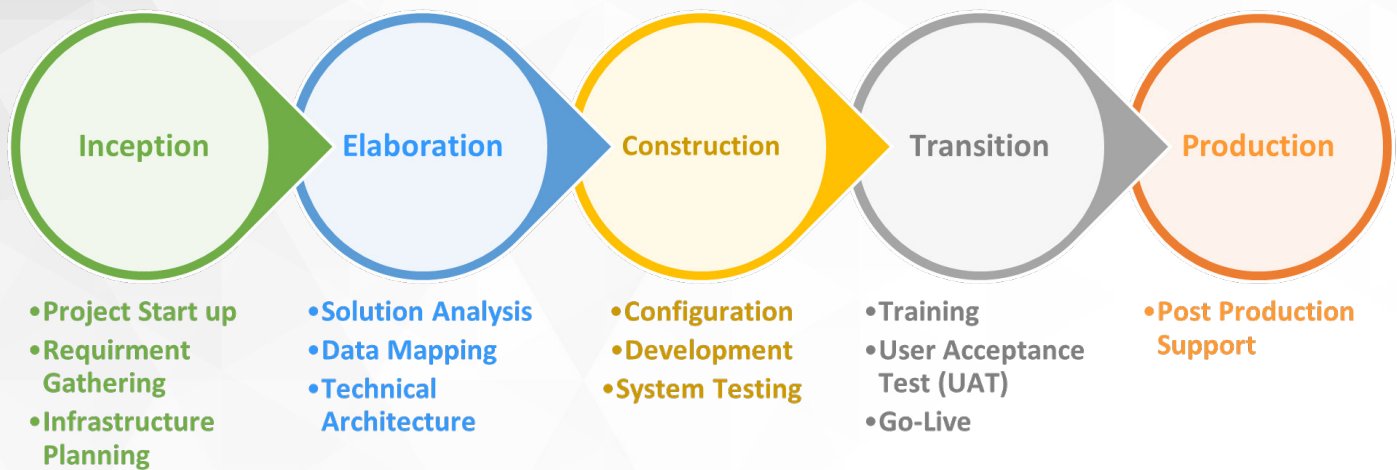 Inception
Elaboration
Construction
Transition
Production
•Project Start up
•Requirment
Gathering
•Infrastructure
Planning
•Solution Analysis
•Data Mapping
•Technical
Architecture
•Configuration
•Development
•System Testing
•Training
•User Acceptance
Test (UAT)
•Go-Live
•Post Production
Support